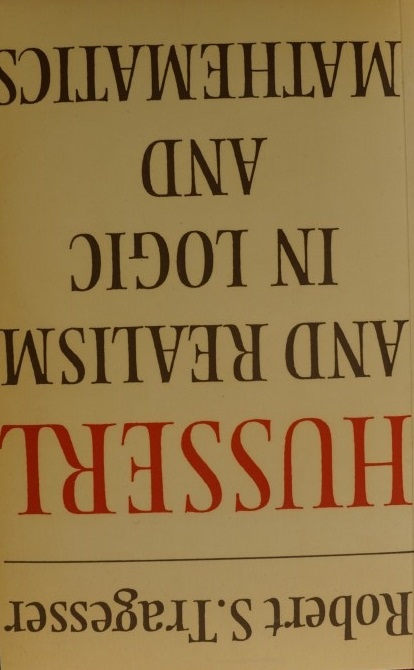 Robert S. Tragesser
HUSSERL
AND REALISM
IN LOGIC
AND
MATHEMATICS